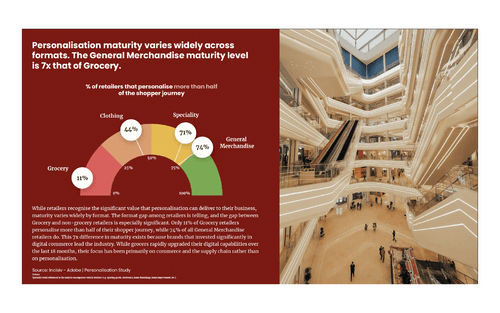 Personalisation maturity varies widely across
formats. The General Merchandise maturity level
is 7x that of Grocery.
% of retailers that personalise more than half
of the shopper journey
Clothing
Speciality
General
Merchandise
Grocery
44%
71%
74%
11%
50%
25%
75%
0%
100%
While retailers recognise the significant value that personalisation can deliver to their business,
maturity varies widely by format. The format gap among retailers is telling, and the gap between
Grocery and non-grocery retailers is especially significant. Only 11% of Grocery retailers
personalise more than half of their shopper journey, while 74% of all General Merchandise
retailers do. This 7x difference in maturity exists because brands that invested significantly in
digital commerce lead the industry. While grocers rapidly upgraded their digital capabilities over
the last 18 months, their focus has been primarily on commerce and the supply chain rather than
on personalisation.
Source: Incisiv - Adobe | Personalisation Study